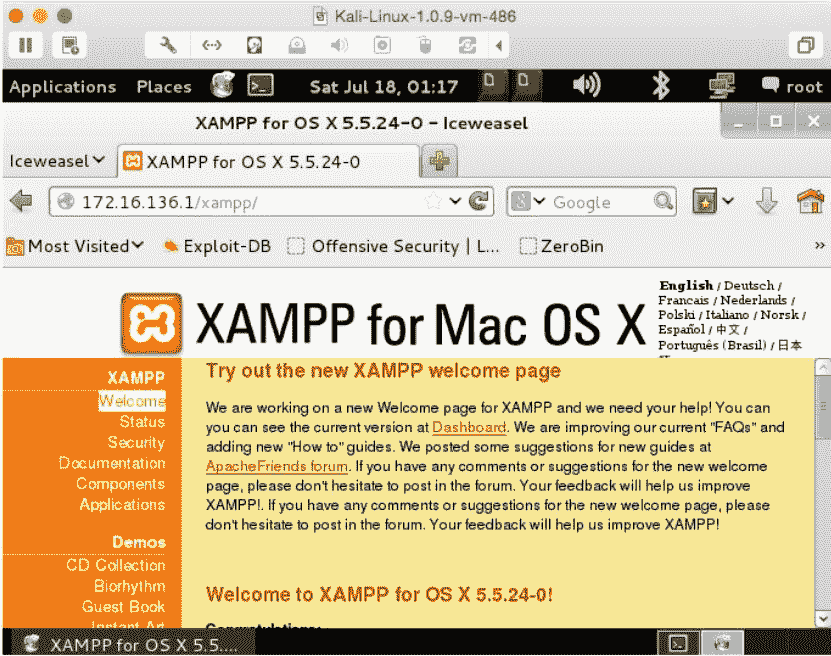 Kali-Linux-1.0.9-vm-486
Applications Places Sat Jul 18, 01:17 root
XAMPP for OS X 5.5.24-0 - Iceweasel
Iceweasel XAMPP for OS X 5.5.24-0
172.16.136.1/xampp/ Google
Most Visited Exploit-DB Offensive Security | L... ZeroBin »
XAMPP for Mac OS X
English / Deutsch /
Francais / Nederlands /
Polski / Italiano / Norsk /
Español / 中文 /
Português (Brasil) / 日本
XAMPP
Welcome
Status
Security
Documentation
Components
Applications
Demos
CD Collection
Biorhythm
Guest Book
Instant Art
Try out the new XAMPP welcome page
We are working on a new Welcome page for XAMPP and we need your help! You can
you can see the current version at Dashboard. We are improving our current "FAQs" and
adding new "How to" guides. We posted some suggestions for new guides at
ApacheFriends forum. If you have any comments or suggestions for the new welcome
page, please don't hesitate to post in the forum. Your feedback will help us improve
XAMPP!. If you have any comments or suggestions for the new welcome page, please
don't hesitate to post in the forum. Your feedback will help us improve XAMPP!
Welcome to XAMPP for OS X 5.5.24-0!
XAMPP for OS X 5.5....